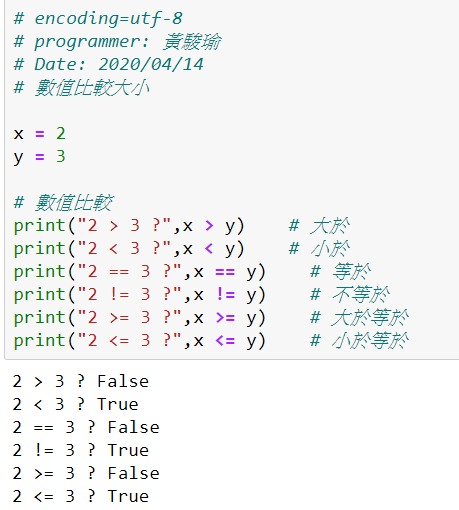 # encoding=utf-8
# programmer: 黃駿瑜
# Date: 2020/04/14
# 數值比較大小
x = 2
y = 3
# 數值比較
print("2 > 3 ?",x > y)    # 大於
print("2 < 3 ?",x < y)    # 小於
print("2 == 3 ?",x == y)    # 等於
print("2 != 3 ?",x != y)    # 不等於
print("2 >= 3 ?",x >= y)    # 大於等於
print("2 <= 3 ?",x <= y)    # 小於等於
2 > 3 ? False
2 < 3 ? True
2 == 3 ? False
2 != 3 ? True
2 >= 3 ? False
2 <= 3 ? True